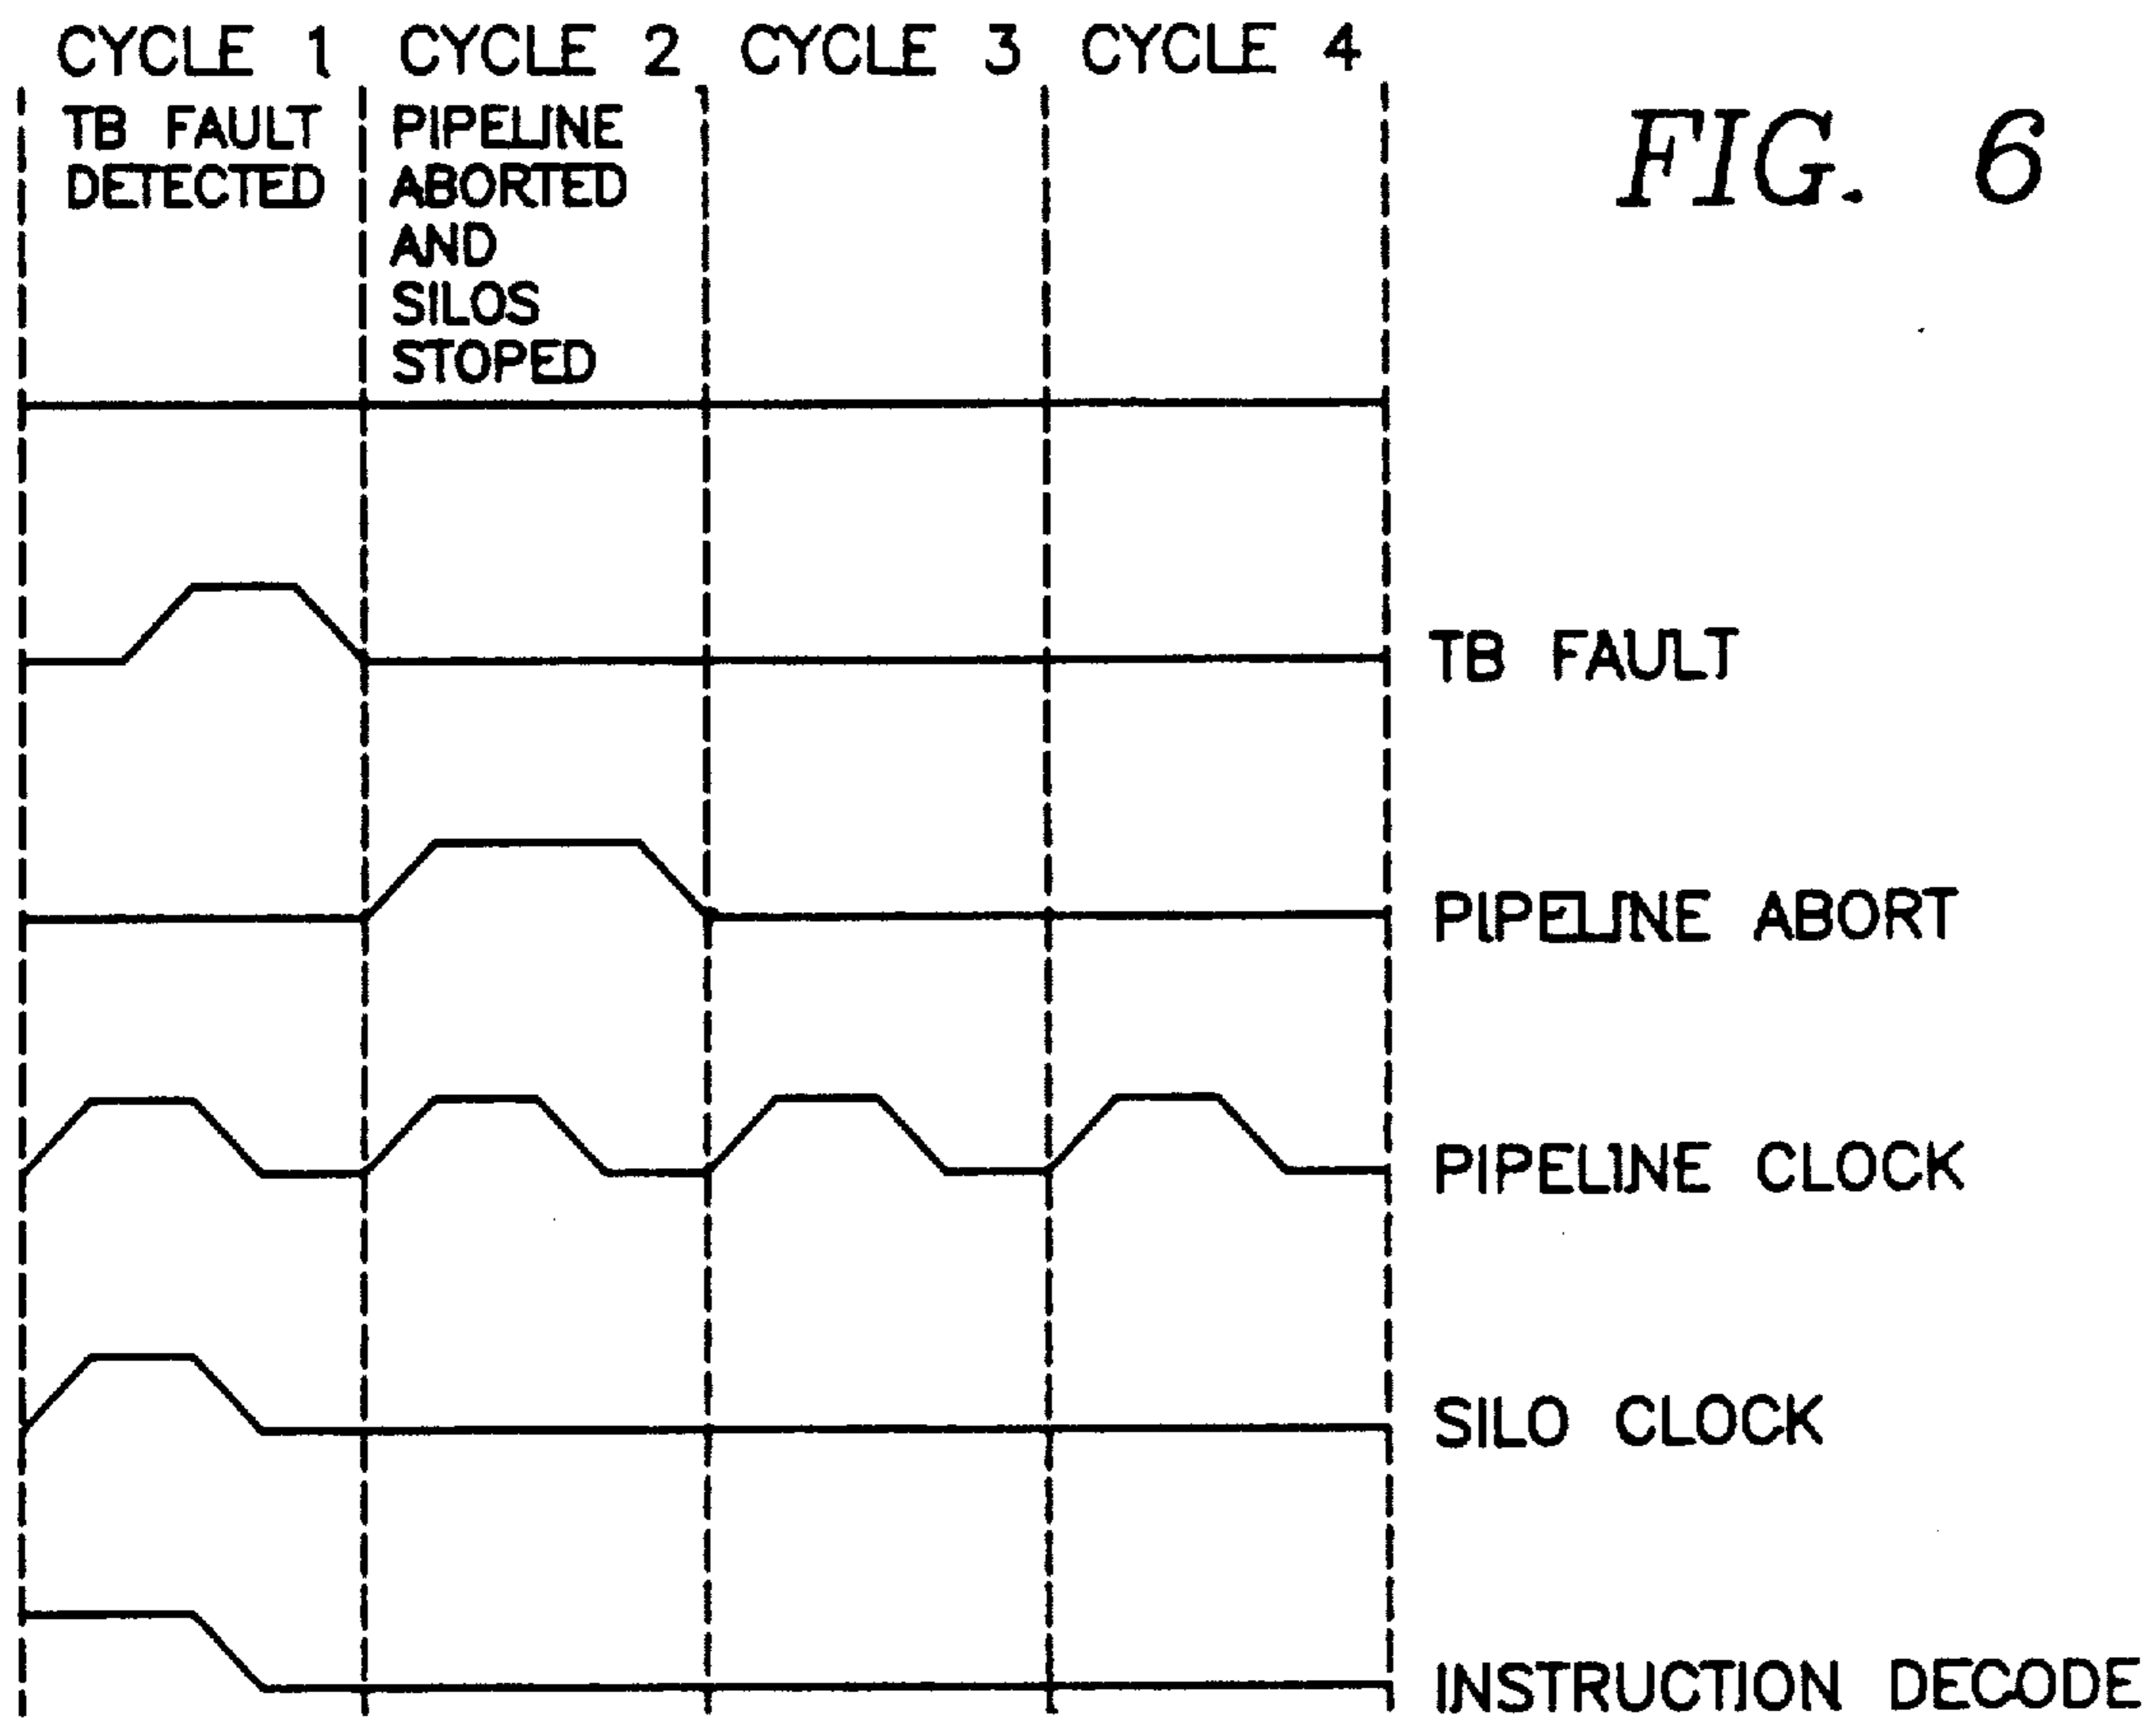 CYCLE 1 CYCLE 2 CYCLE 3 CYCLE 4
TB FAULT
DETECTED
PIPELINE
ABORTED
AND
SILOS
STOPED
FIG. 6
TB FAULT
PIPELINE ABORT
PIPELINE CLOCK
SILO CLOCK
INSTRUCTION DECODE